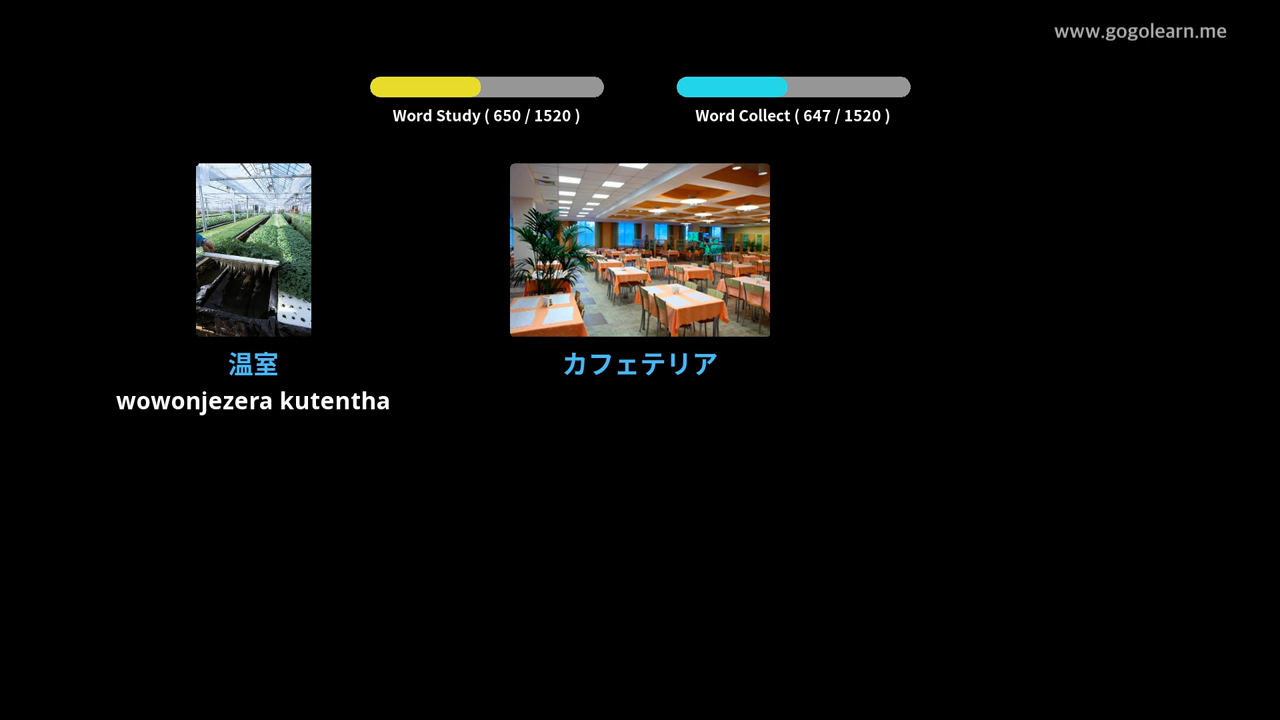 www.gogolearn.me
Word Study ( 650 / 1520 )
Word Collect ( 647 / 1520 )
温室
カフェテリア
wowonjezera kutentha